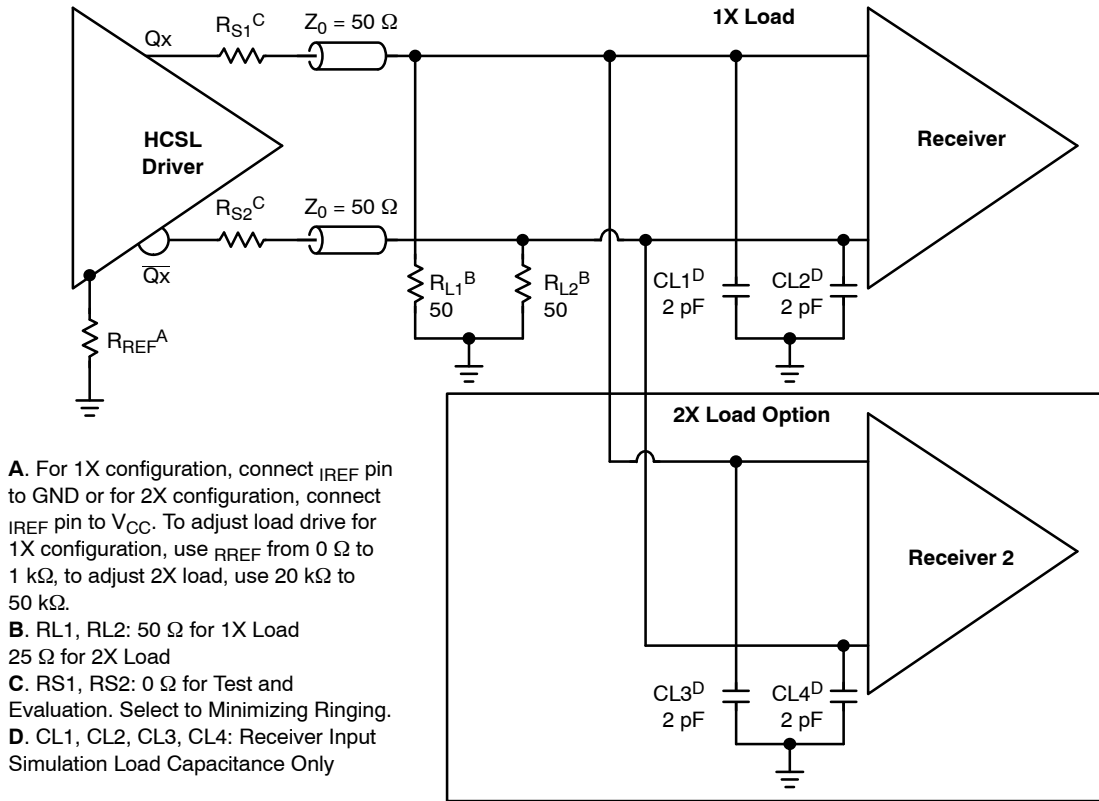 1X Load
Qx
R_S1^C
Z_0 = 50 Ω
HCSL
Driver
Receiver
R_S2^C
Z_0 = 50 Ω
Q̅x̅
R_L1^B
50
R_L2^B
50
CL1^D
2 pF
CL2^D
2 pF
R_REF^A
2X Load Option
Receiver 2
CL3^D
2 pF
CL4^D
2 pF
A. For 1X configuration, connect IREF pin
to GND or for 2X configuration, connect
IREF pin to V_CC. To adjust load drive for
1X configuration, use RREF from 0 Ω to
1 kΩ, to adjust 2X load, use 20 kΩ to
50 kΩ.
B. RL1, RL2: 50 Ω for 1X Load
25 Ω for 2X Load
C. RS1, RS2: 0 Ω for Test and
Evaluation. Select to Minimizing Ringing.
D. CL1, CL2, CL3, CL4: Receiver Input
Simulation Load Capacitance Only